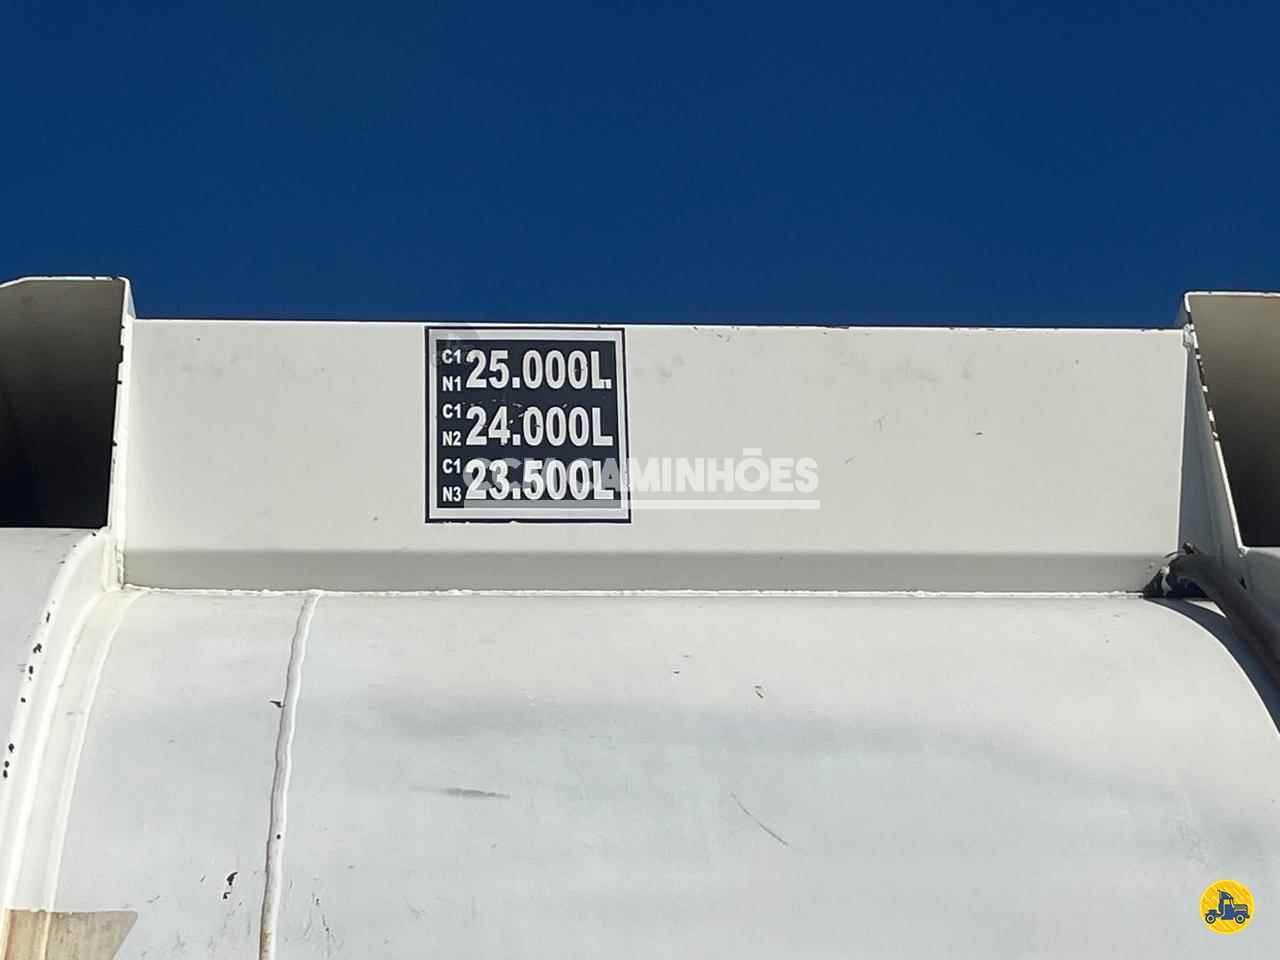 C1 N1 25.000L
C1 N2 24.000L
C1 N3 23.500L
CAMINHÕES